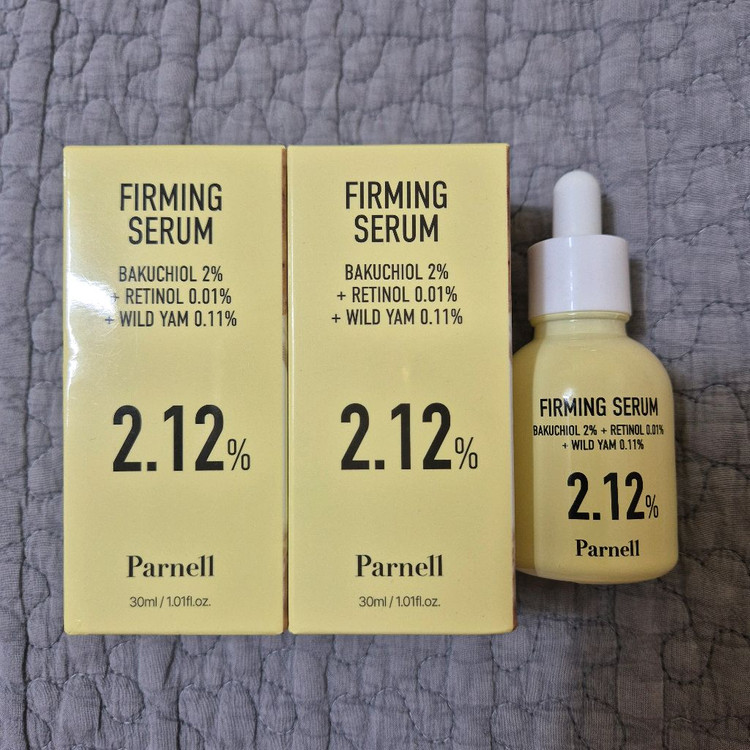 FIRMING
SERUM
BAKUCHIOL 2%
+ RETINOL 0.01%
+ WILD YAM 0.11%
2.12%
Parnell
30ml / 1.01fl.oz.
FIRMING
SERUM
BAKUCHIOL 2%
+ RETINOL 0.01%
+ WILD YAM 0.11%
2.12%
Parnell
30ml / 1.01fl.oz.
FIRMING SERUM
BAKUCHIOL 2% + RETINOL 0.01%
+ WILD YAM 0.11%
2.12%
Parnell